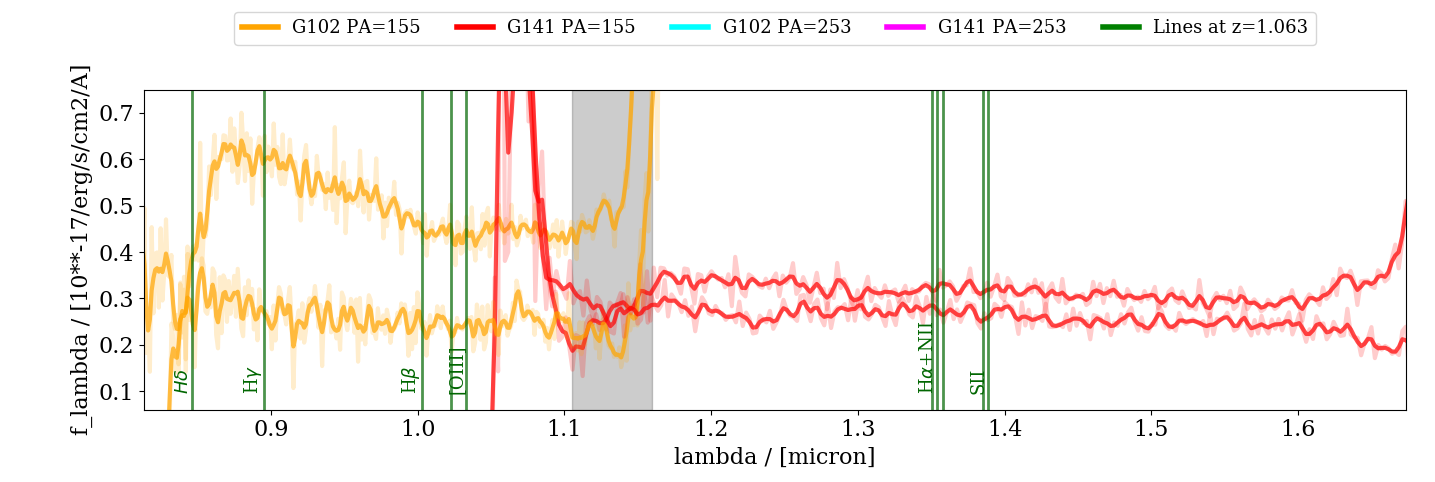 G102 PA=155 G141 PA=155 G102 PA=253 G141 PA=253 Lines at z=1.063
f_lambda / [10**-17/erg/s/cm2/A]
0.7
0.6
0.5
0.4
0.3
0.2
0.1
Hδ Hγ Hβ [OIII] Hα+NII SII
0.9 1.0 1.1 1.2 1.3 1.4 1.5 1.6
lambda / [micron]